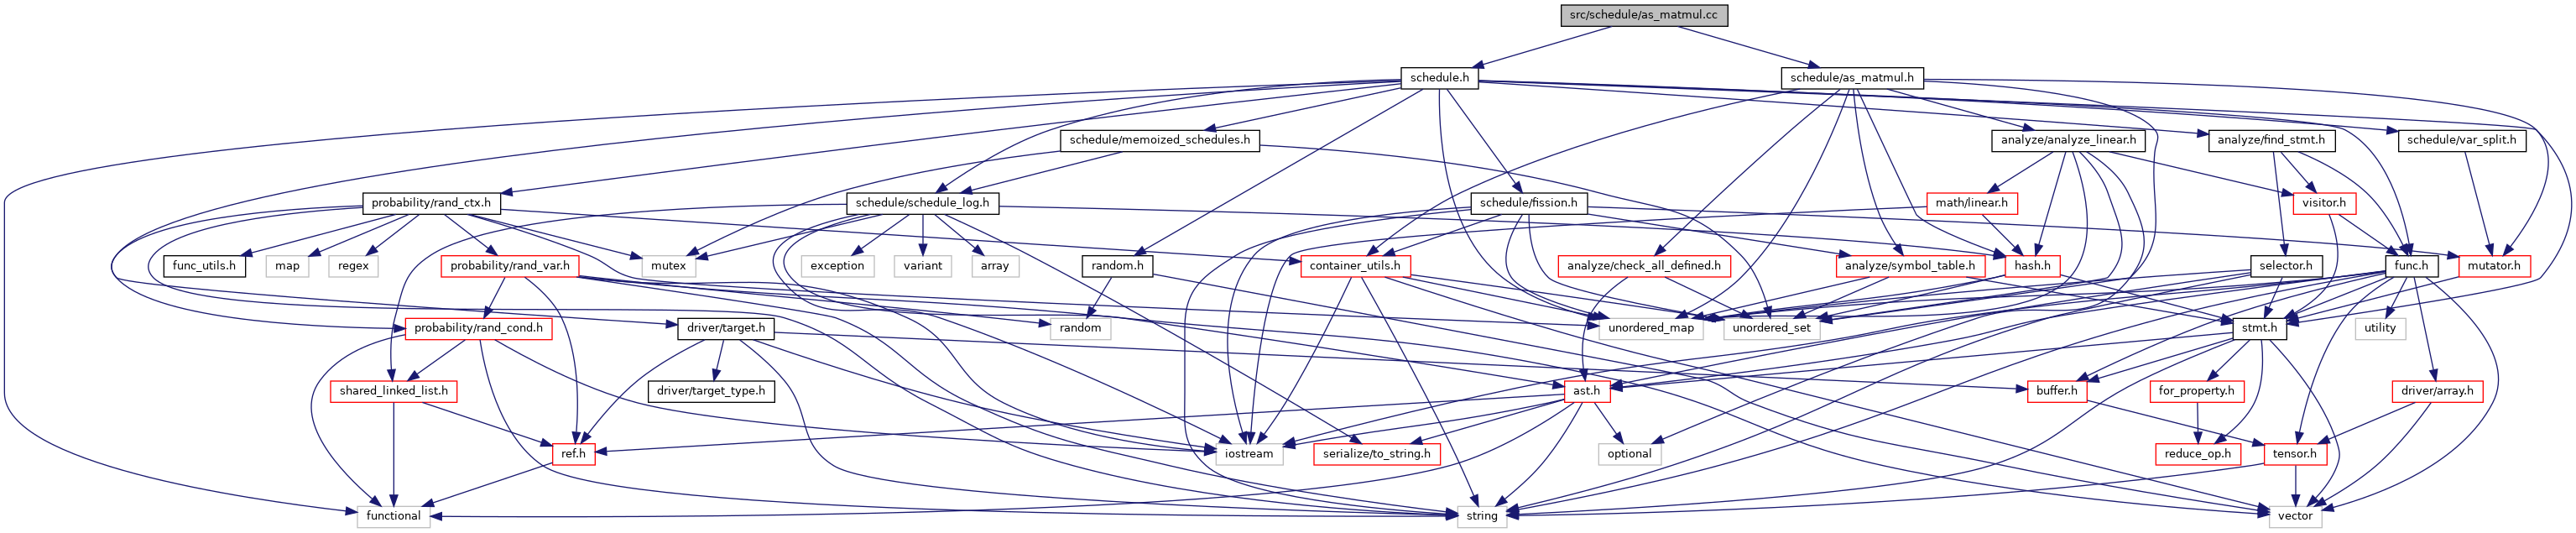 src/schedule/as_matmul.cc
schedule.h
schedule/as_matmul.h
schedule/memoized_schedules.h
analyze/analyze_linear.h
analyze/find_stmt.h
schedule/var_split.h
probability/rand_ctx.h
schedule/schedule_log.h
schedule/fission.h
math/linear.h
visitor.h
func_utils.h
map
regex
probability/rand_var.h
mutex
exception
variant
array
random.h
container_utils.h
analyze/check_all_defined.h
analyze/symbol_table.h
hash.h
selector.h
func.h
mutator.h
probability/rand_cond.h
driver/target.h
random
unordered_map
unordered_set
stmt.h
utility
shared_linked_list.h
driver/target_type.h
ast.h
buffer.h
for_property.h
driver/array.h
ref.h
iostream
serialize/to_string.h
optional
reduce_op.h
tensor.h
functional
string
vector